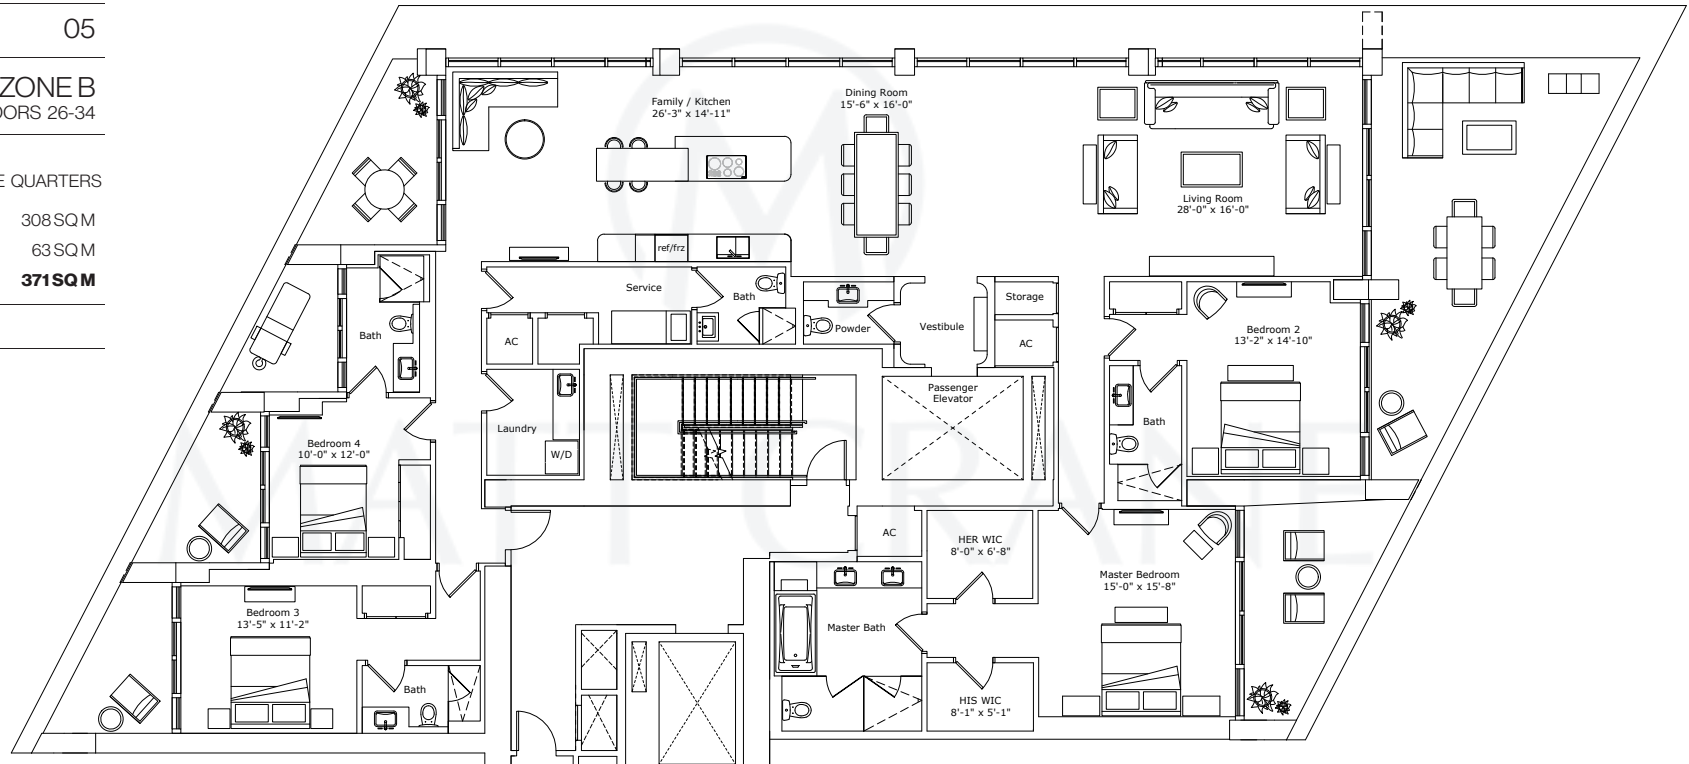 05
ZONE B
ORS 26-34
QUARTERS
308 SQ M
63 SQ M
371 SQ M
Family / Kitchen
26'-3" x 14'-11"
Dining Room
15'-6" x 16'-0"
Living Room
28'-0" x 16'-0"
ref/frz
Service
Bath
Powder
Vestibule
Storage
AC
AC
Bath
Bedroom 2
13'-2" x 14'-10"
Passenger
Elevator
Laundry
W/D
Bath
Bedroom 4
10'-0" x 12'-0"
MATT CRANE
AC
HER WIC
8'-0" x 6'-8"
Master Bedroom
15'-0" x 15'-8"
Bedroom 3
13'-5" x 11'-2"
Master Bath
Bath
HIS WIC
8'-1" x 5'-1"